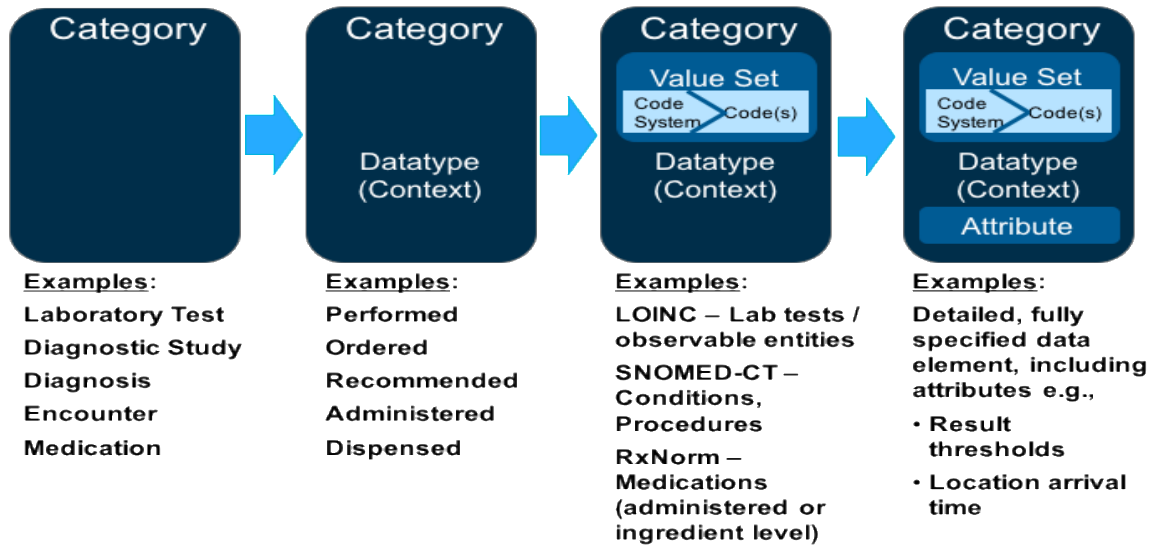 Category
Examples:
Laboratory Test
Diagnostic Study
Diagnosis
Encounter
Medication
Category
Datatype
(Context)
Examples:
Performed
Ordered
Recommended
Administered
Dispensed
Category
Value Set
Code
System
Code(s)
Datatype
(Context)
Examples:
LOINC – Lab tests /
observable entities
SNOMED-CT –
Conditions,
Procedures
RxNorm –
Medications
(administered or
ingredient level)
Category
Value Set
Code
System
Code(s)
Datatype
(Context)
Attribute
Examples:
Detailed, fully
specified data
element, including
attributes e.g.,
• Result
thresholds
• Location arrival
time